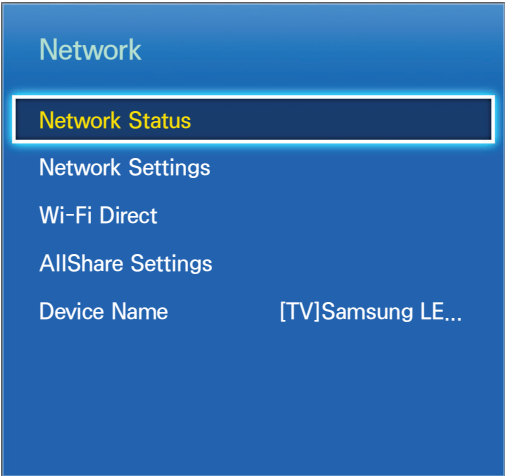 Network
Network Status
Network Settings
Wi-Fi Direct
AllShare Settings
Device Name [TV]Samsung LE...